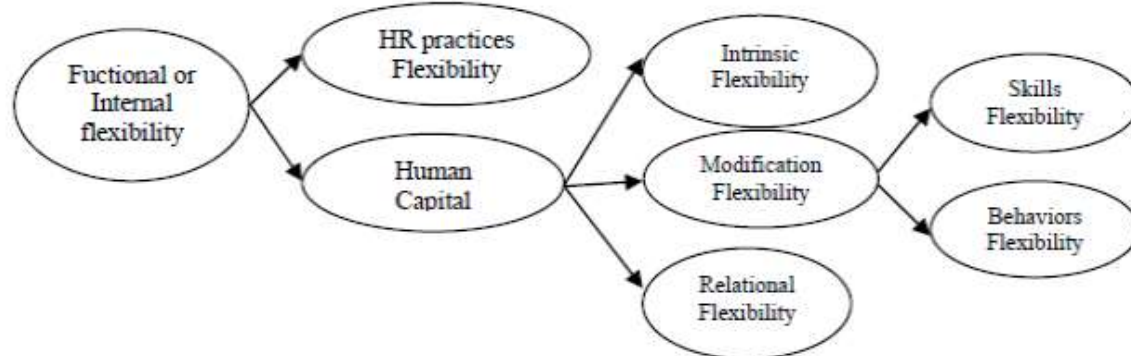 Fuctional or
Internal
flexibility
HR practices
Flexibility
Human
Capital
Intrinsic
Flexibility
Modification
Flexibility
Relational
Flexibility
Skills
Flexibility
Behaviors
Flexibility